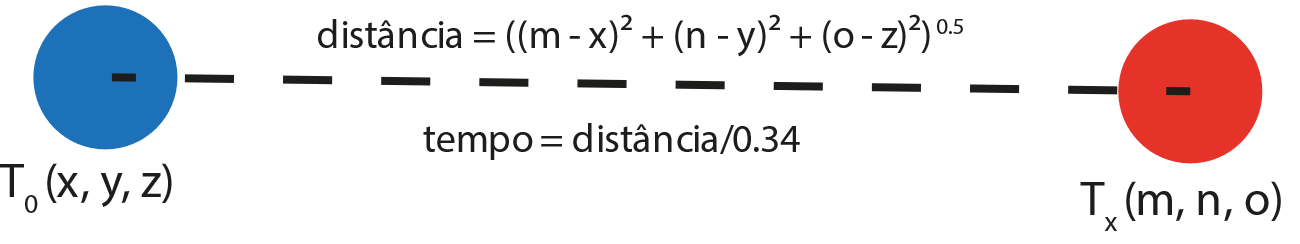 distância = ((m - x)² + (n - y)² + (o - z)²)⁰·⁵
tempo = distância/0.34
T₀ (x, y, z)
Tₓ (m, n, o)